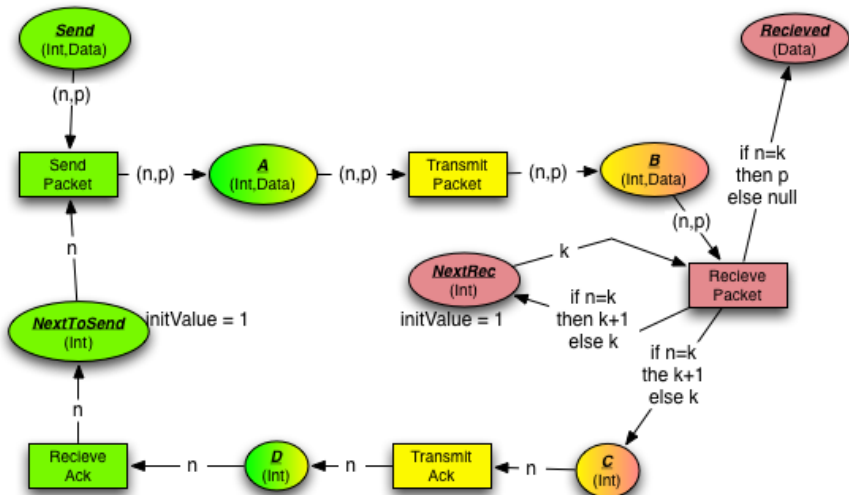 Send
(Int,Data)
Recieved
(Data)
(n,p)
if n=k
then p
else null
Send
Packet
(n,p)
A
(Int,Data)
(n,p)
Transmit
Packet
(n,p)
B
(Int,Data)
(n,p)
n
k
NextRec
(Int)
initValue = 1
Recieve
Packet
if n=k
then k+1
else k
NextToSend
(Int)
initValue = 1
if n=k
the k+1
else k
n
Recieve
Ack
n
D
(Int)
n
Transmit
Ack
n
C
(Int)